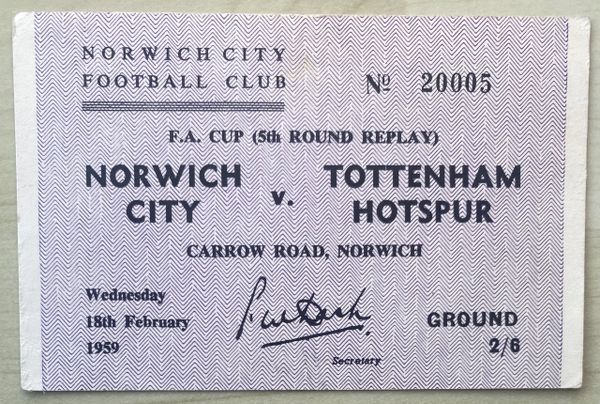 NORWICH CITY
FOOTBALL CLUB
Nº 20005
F.A. CUP (5th ROUND REPLAY)
NORWICH CITY v. TOTTENHAM HOTSPUR
CARROW ROAD, NORWICH
Wednesday
18th February
1959
Secretary
GROUND
2/6